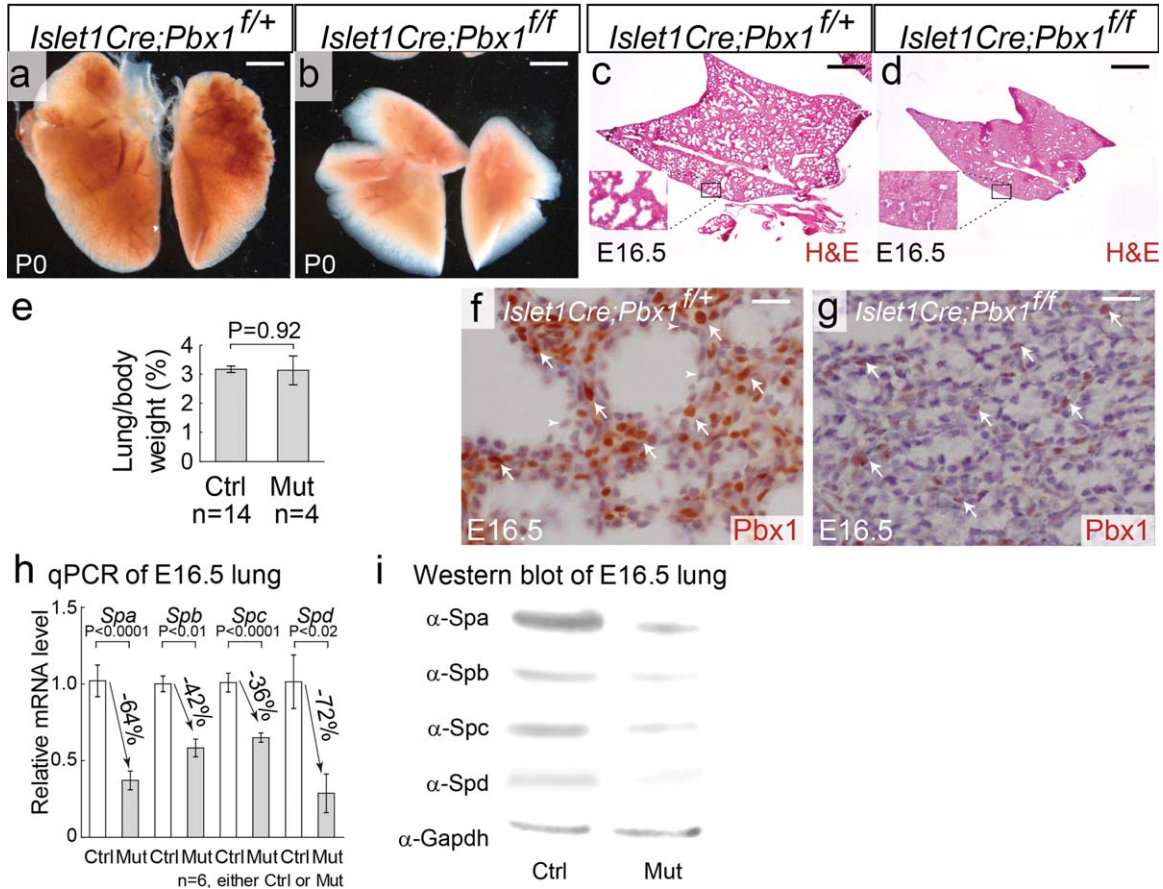 Islet1Cre;Pbx1f/+
Islet1Cre;Pbx1f/f
Islet1Cre;Pbx1f/+
Islet1Cre;Pbx1f/f
a
P0
b
P0
c
E16.5
H&E
d
E16.5
H&E
e
P=0.92
Lung/body
weight (%)
4
3
2
1
0
Ctrl
n=14
Mut
n=4
f
Islet1Cre;Pbx1f/+
E16.5
Pbx1
g
Islet1Cre;Pbx1f/f
E16.5
Pbx1
h qPCR of E16.5 lung
Relative mRNA level
1.5
1.0
0.5
0
Spa Spb Spc Spd
P<0.0001 P<0.01 P<0.0001 P<0.02
-64% -42% -36% -72%
Ctrl Mut Ctrl Mut Ctrl Mut Ctrl Mut
n=6, either Ctrl or Mut
i Western blot of E16.5 lung
α-Spa
α-Spb
α-Spc
α-Spd
α-Gapdh
Ctrl Mut